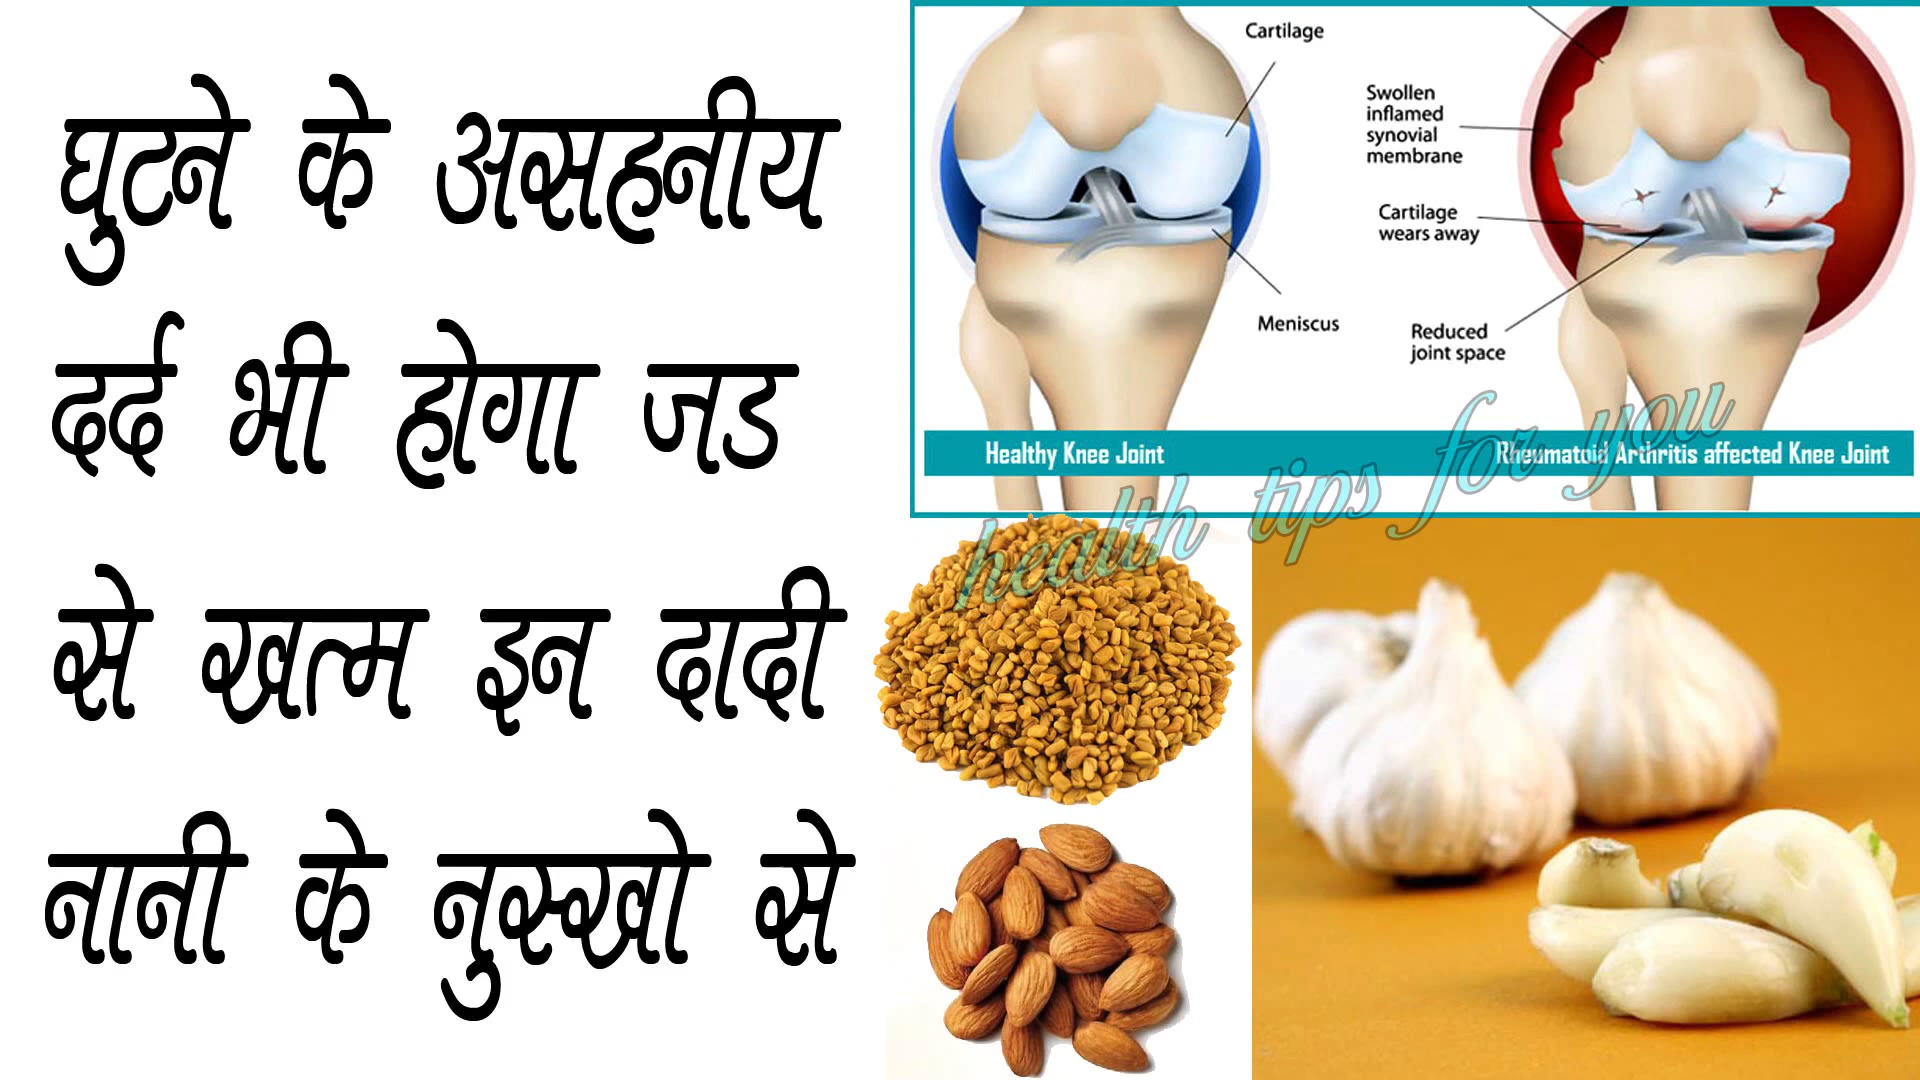 घुटने के असहनीय
दर्द भी होगा जड
से खत्म इन दादी
नानी के नुस्खो से
Cartilage
Meniscus
Healthy Knee Joint
Swollen
inflamed
synovial
membrane
Cartilage
wears away
Reduced
joint space
Rheumatoid Arthritis affected Knee Joint
health tips for you